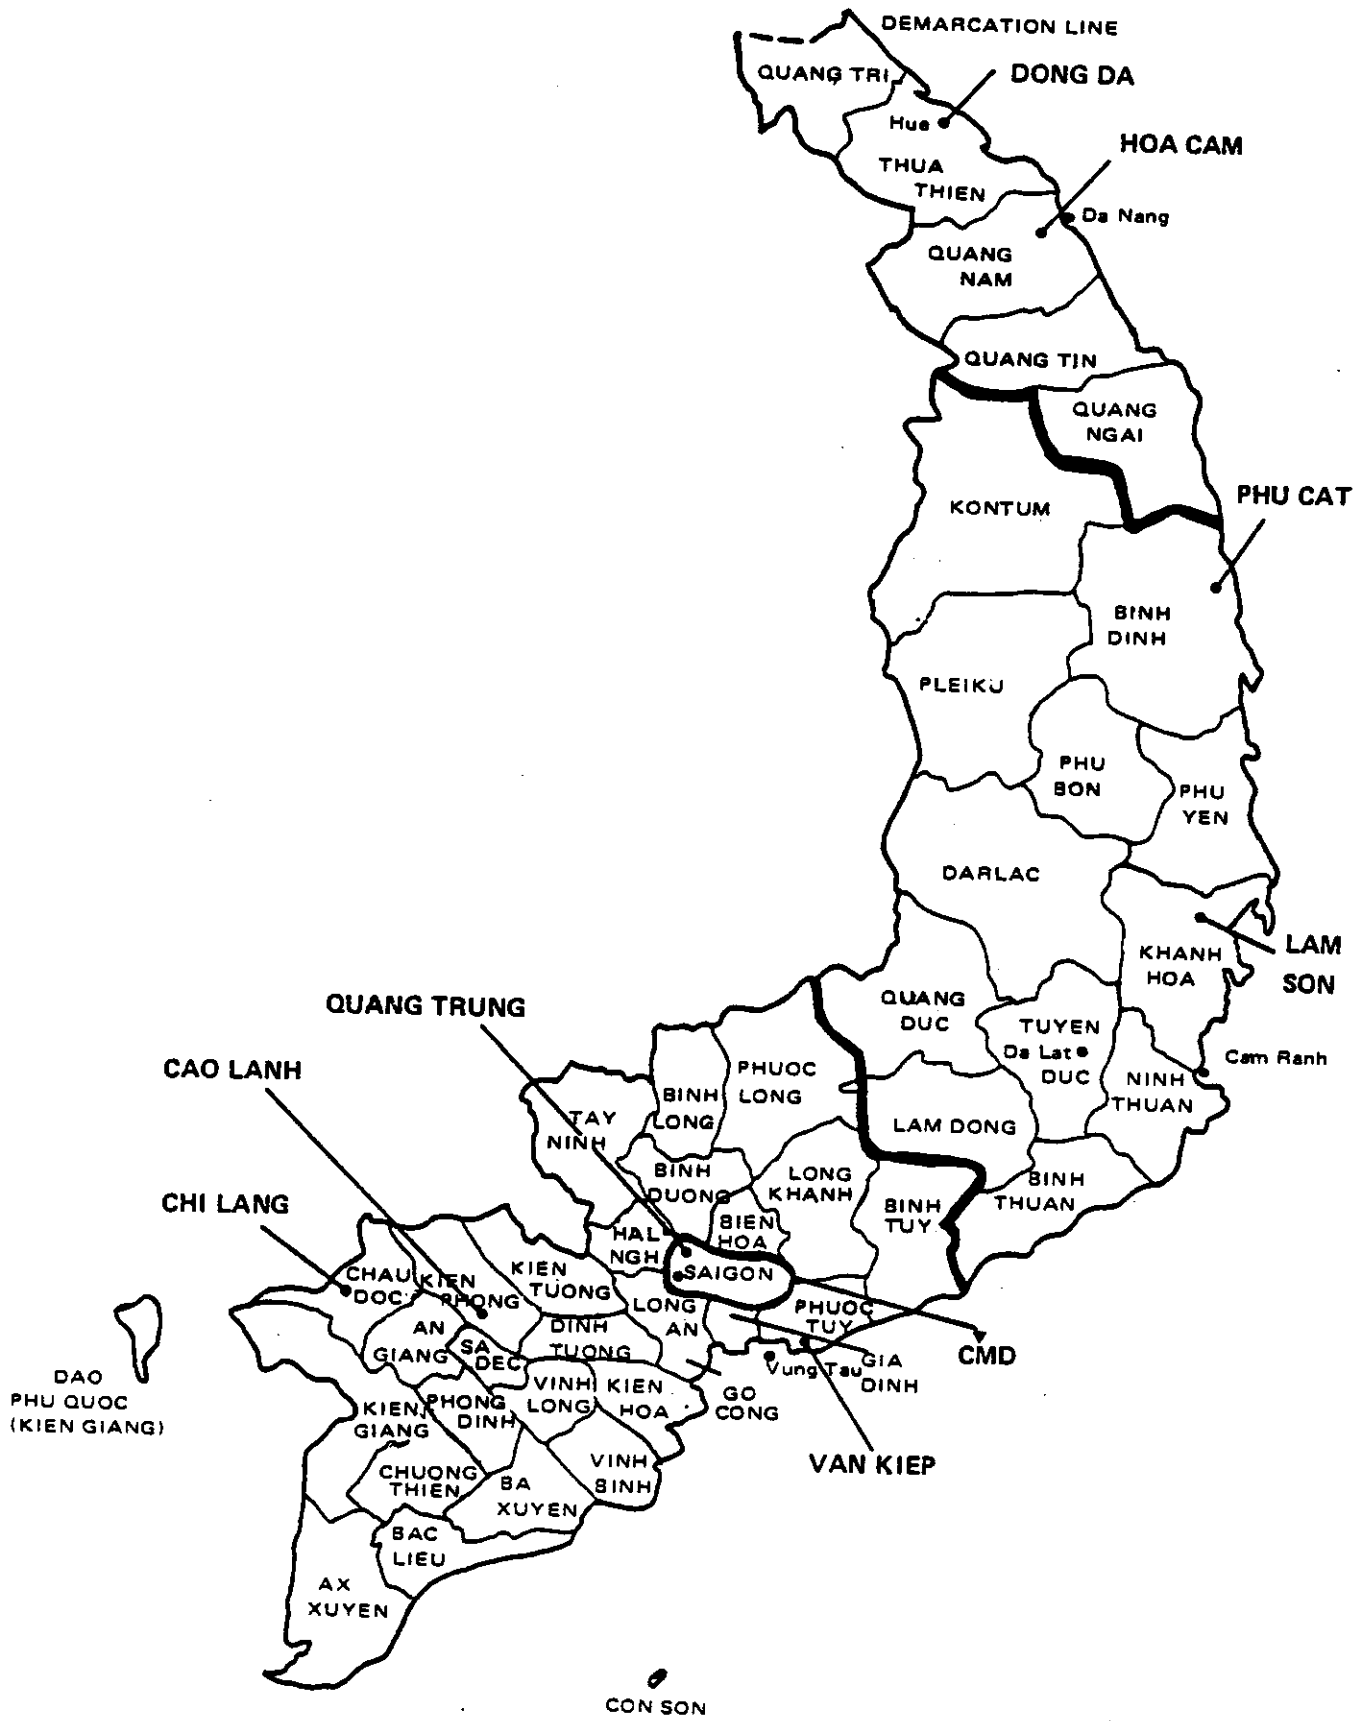 DEMARCATION LINE
QUANG TRI
DONG DA
Hue
HOA CAM
THUA
THIEN
Da Nang
QUANG
NAM
QUANG TIN
QUANG
NGAI
PHU CAT
KONTUM
BINH
DINH
PLEIKU
PHU
BON
PHU
YEN
DARLAC
LAM
SON
KHANH
HOA
QUANG TRUNG
QUANG
DUC
TUYEN
Da Lat
DUC
Cam Ranh
CAO LANH
PHUOC
LONG
BINH
LONG
NINH
THUAN
TAY
NINH
LAM DONG
CHI LANG
BINH
DUONG
LONG
KHANH
BINH
THUAN
BINH
TUY
BIEN
HOA
HAL
NGH
SAIGON
CHAU
DOC
KIEN
PHONG
KIEN
TUONG
LONG
AN
PHUOC
TUY
AN
GIANG
SA
DEC
DINH
TUONG
CMD
Vung Tau
GIA
DINH
DAO
PHU QUOC
(KIEN GIANG)
KIEN
GIANG
PHONG
DINH
VINH
LONG
KIEN
HOA
GO
CONG
VAN KIEP
CHUONG
THIEN
BA
XUYEN
VINH
BINH
BAC
LIEU
AX
XUYEN
CON SON